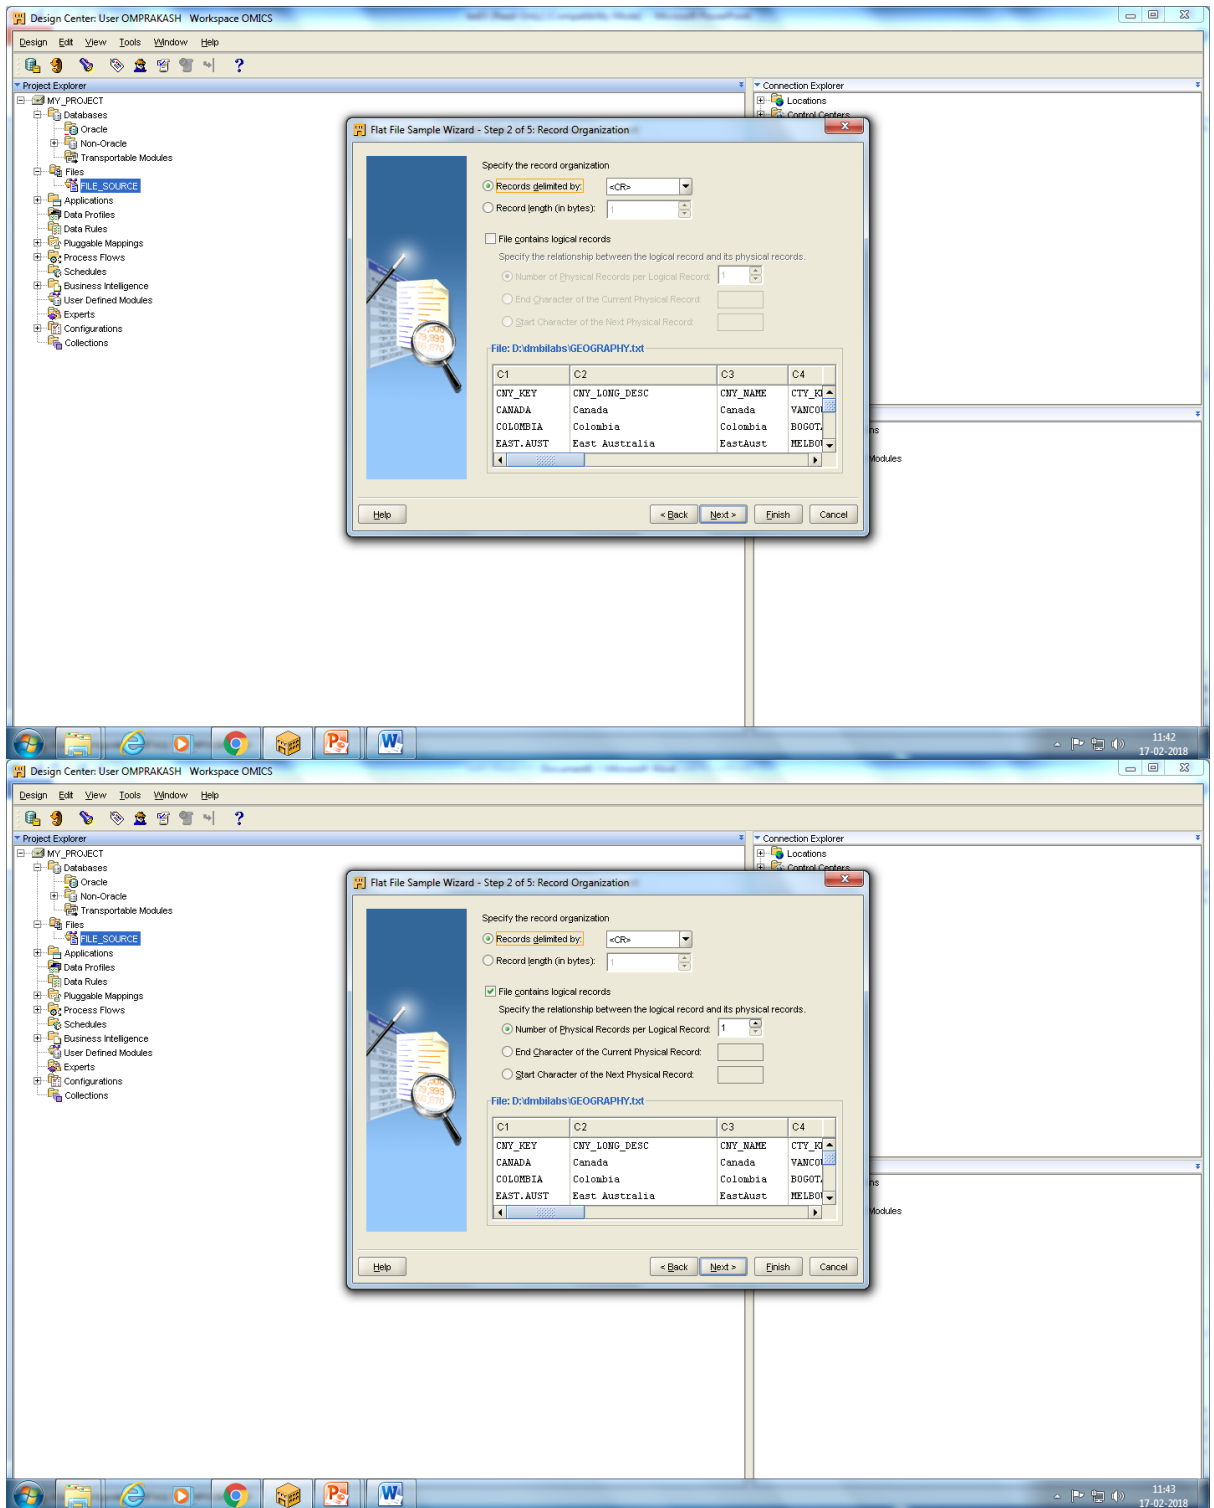 Design Center: User OMPRAKASH Workspace OMICS
Design Edit View Tools Window Help
Project Explorer
MY_PROJECT
Databases
Oracle
Non-Oracle
Transportable Modules
Files
FILE_SOURCE
Applications
Data Profiles
Data Rules
Pluggable Mappings
Process Flows
Schedules
Business Intelligence
User Defined Modules
Experts
Configurations
Collections
Connection Explorer
Locations
Control Centers
Flat File Sample Wizard - Step 2 of 5: Record Organization
Specify the record organization
Records delimited by: <CR>
Record length (in bytes): 1
File contains logical records
Specify the relationship between the logical record and its physical records.
Number of Physical Records per Logical Record: 1
End Character of the Current Physical Record:
Start Character of the Next Physical Record:
File: D:\dmbilabs\GEOGRAPHY.txt
C1 C2 C3 C4
CNY_KEY CNY_LONG_DESC CNY_NAME CTY_K
CANADA Canada Canada VANCOU
COLOMBIA Colombia Colombia BOGOTA
EAST.AUST East Australia EastAust MELBOU
Help < Back Next > Finish Cancel
ns
Modules
11:42
17-02-2018
Design Center: User OMPRAKASH Workspace OMICS
Design Edit View Tools Window Help
Project Explorer
MY_PROJECT
Databases
Oracle
Non-Oracle
Transportable Modules
Files
FILE_SOURCE
Applications
Data Profiles
Data Rules
Pluggable Mappings
Process Flows
Schedules
Business Intelligence
User Defined Modules
Experts
Configurations
Collections
Connection Explorer
Locations
Control Centers
Flat File Sample Wizard - Step 2 of 5: Record Organization
Specify the record organization
Records delimited by: <CR>
Record length (in bytes): 1
File contains logical records
Specify the relationship between the logical record and its physical records.
Number of Physical Records per Logical Record: 1
End Character of the Current Physical Record:
Start Character of the Next Physical Record:
File: D:\dmbilabs\GEOGRAPHY.txt
C1 C2 C3 C4
CNY_KEY CNY_LONG_DESC CNY_NAME CTY_K
CANADA Canada Canada VANCOU
COLOMBIA Colombia Colombia BOGOTA
EAST.AUST East Australia EastAust MELBOU
Help < Back Next > Finish Cancel
ns
Modules
11:43
17-02-2018